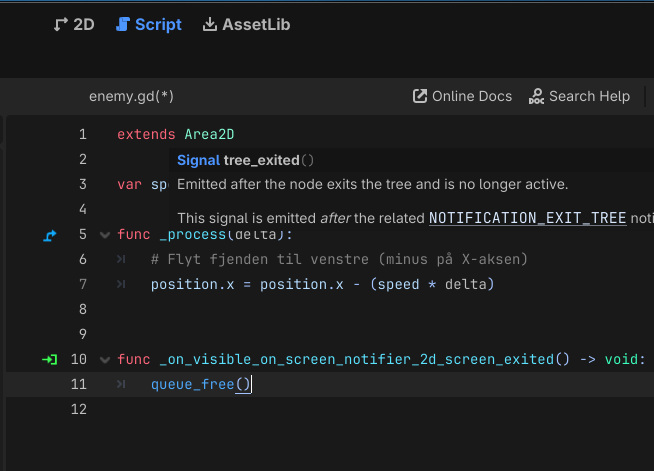 2D Script AssetLib
enemy.gd(*) Online Docs Search Help
1 extends Area2D
2
Signal tree_exited()
3 var sp
Emitted after the node exits the tree and is no longer active.
4
This signal is emitted after the related NOTIFICATION_EXIT_TREE noti
5 func _process(delta):
6 # Flyt fjenden til venstre (minus på X-aksen)
7 position.x = position.x - (speed * delta)
8
9
10 func _on_visible_on_screen_notifier_2d_screen_exited() -> void:
11 queue_free()
12